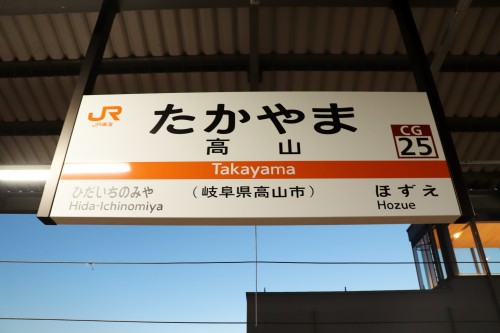 JR
JR東海
たかやま
高山
CG
25
Takayama
ひだいちのみや
Hida-Ichinomiya
(岐阜県高山市)
ほずえ
Hozue